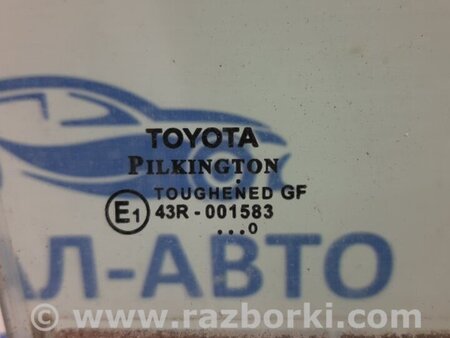 TOYOTA
PILKINGTON
TOUGHENED GF
E1 43R-001583
...0
АЛ-АВТО
www.razborki.com